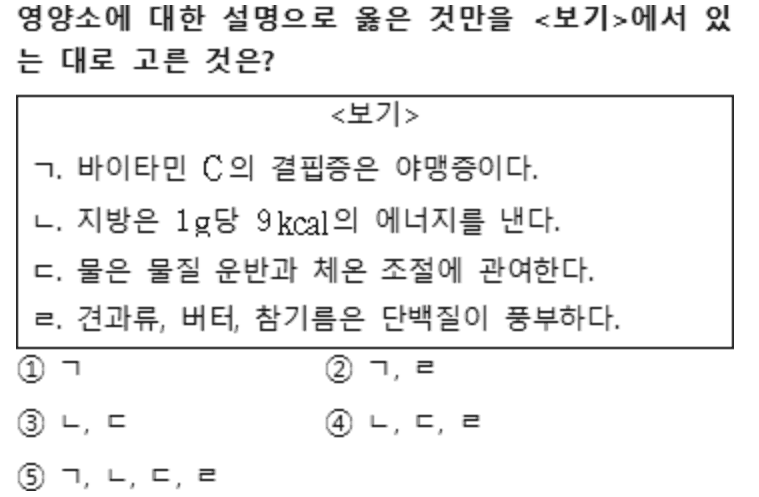 영양소에 대한 설명으로 옳은 것만을 <보기>에서 있
는 대로 고른 것은?
<보기>
ㄱ. 바이타민 C의 결핍증은 야맹증이다.
ㄴ. 지방은 1g당 9kcal의 에너지를 낸다.
ㄷ. 물은 물질 운반과 체온 조절에 관여한다.
ㄹ. 견과류, 버터, 참기름은 단백질이 풍부하다.
① ㄱ ② ㄱ, ㄹ
③ ㄴ, ㄷ ④ ㄴ, ㄷ, ㄹ
⑤ ㄱ, ㄴ, ㄷ, ㄹ